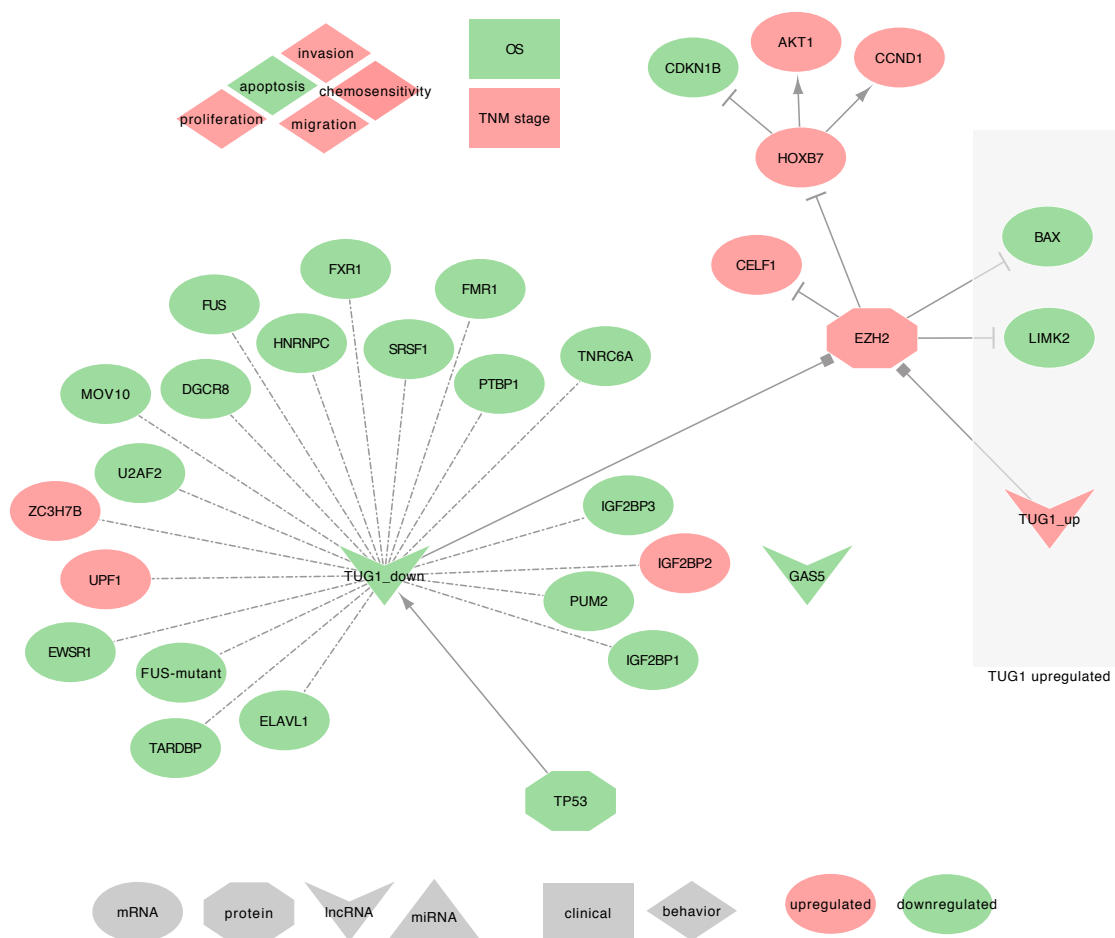 invasion
apoptosis
chemosensitivity
proliferation
migration
OS
TNM stage
CDKN1B
AKT1
CCND1
HOXB7
CELF1
EZH2
BAX
LIMK2
TUG1_up
TUG1 upregulated
FXR1
FMR1
FUS
HNRNPC
SRSF1
TNRC6A
PTBP1
DGCR8
MOV10
U2AF2
ZC3H7B
UPF1
EWSR1
FUS-mutant
TARDBP
ELAVL1
TUG1_down
IGF2BP3
IGF2BP2
PUM2
IGF2BP1
GAS5
TP53
mRNA
protein
lncRNA
miRNA
clinical
behavior
upregulated
downregulated